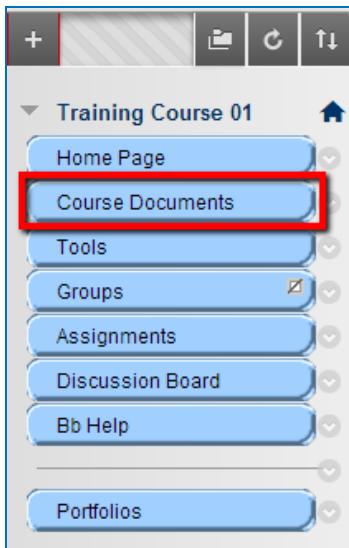 Training Course 01
Home Page
Course Documents
Tools
Groups
Assignments
Discussion Board
Bb Help
Portfolios